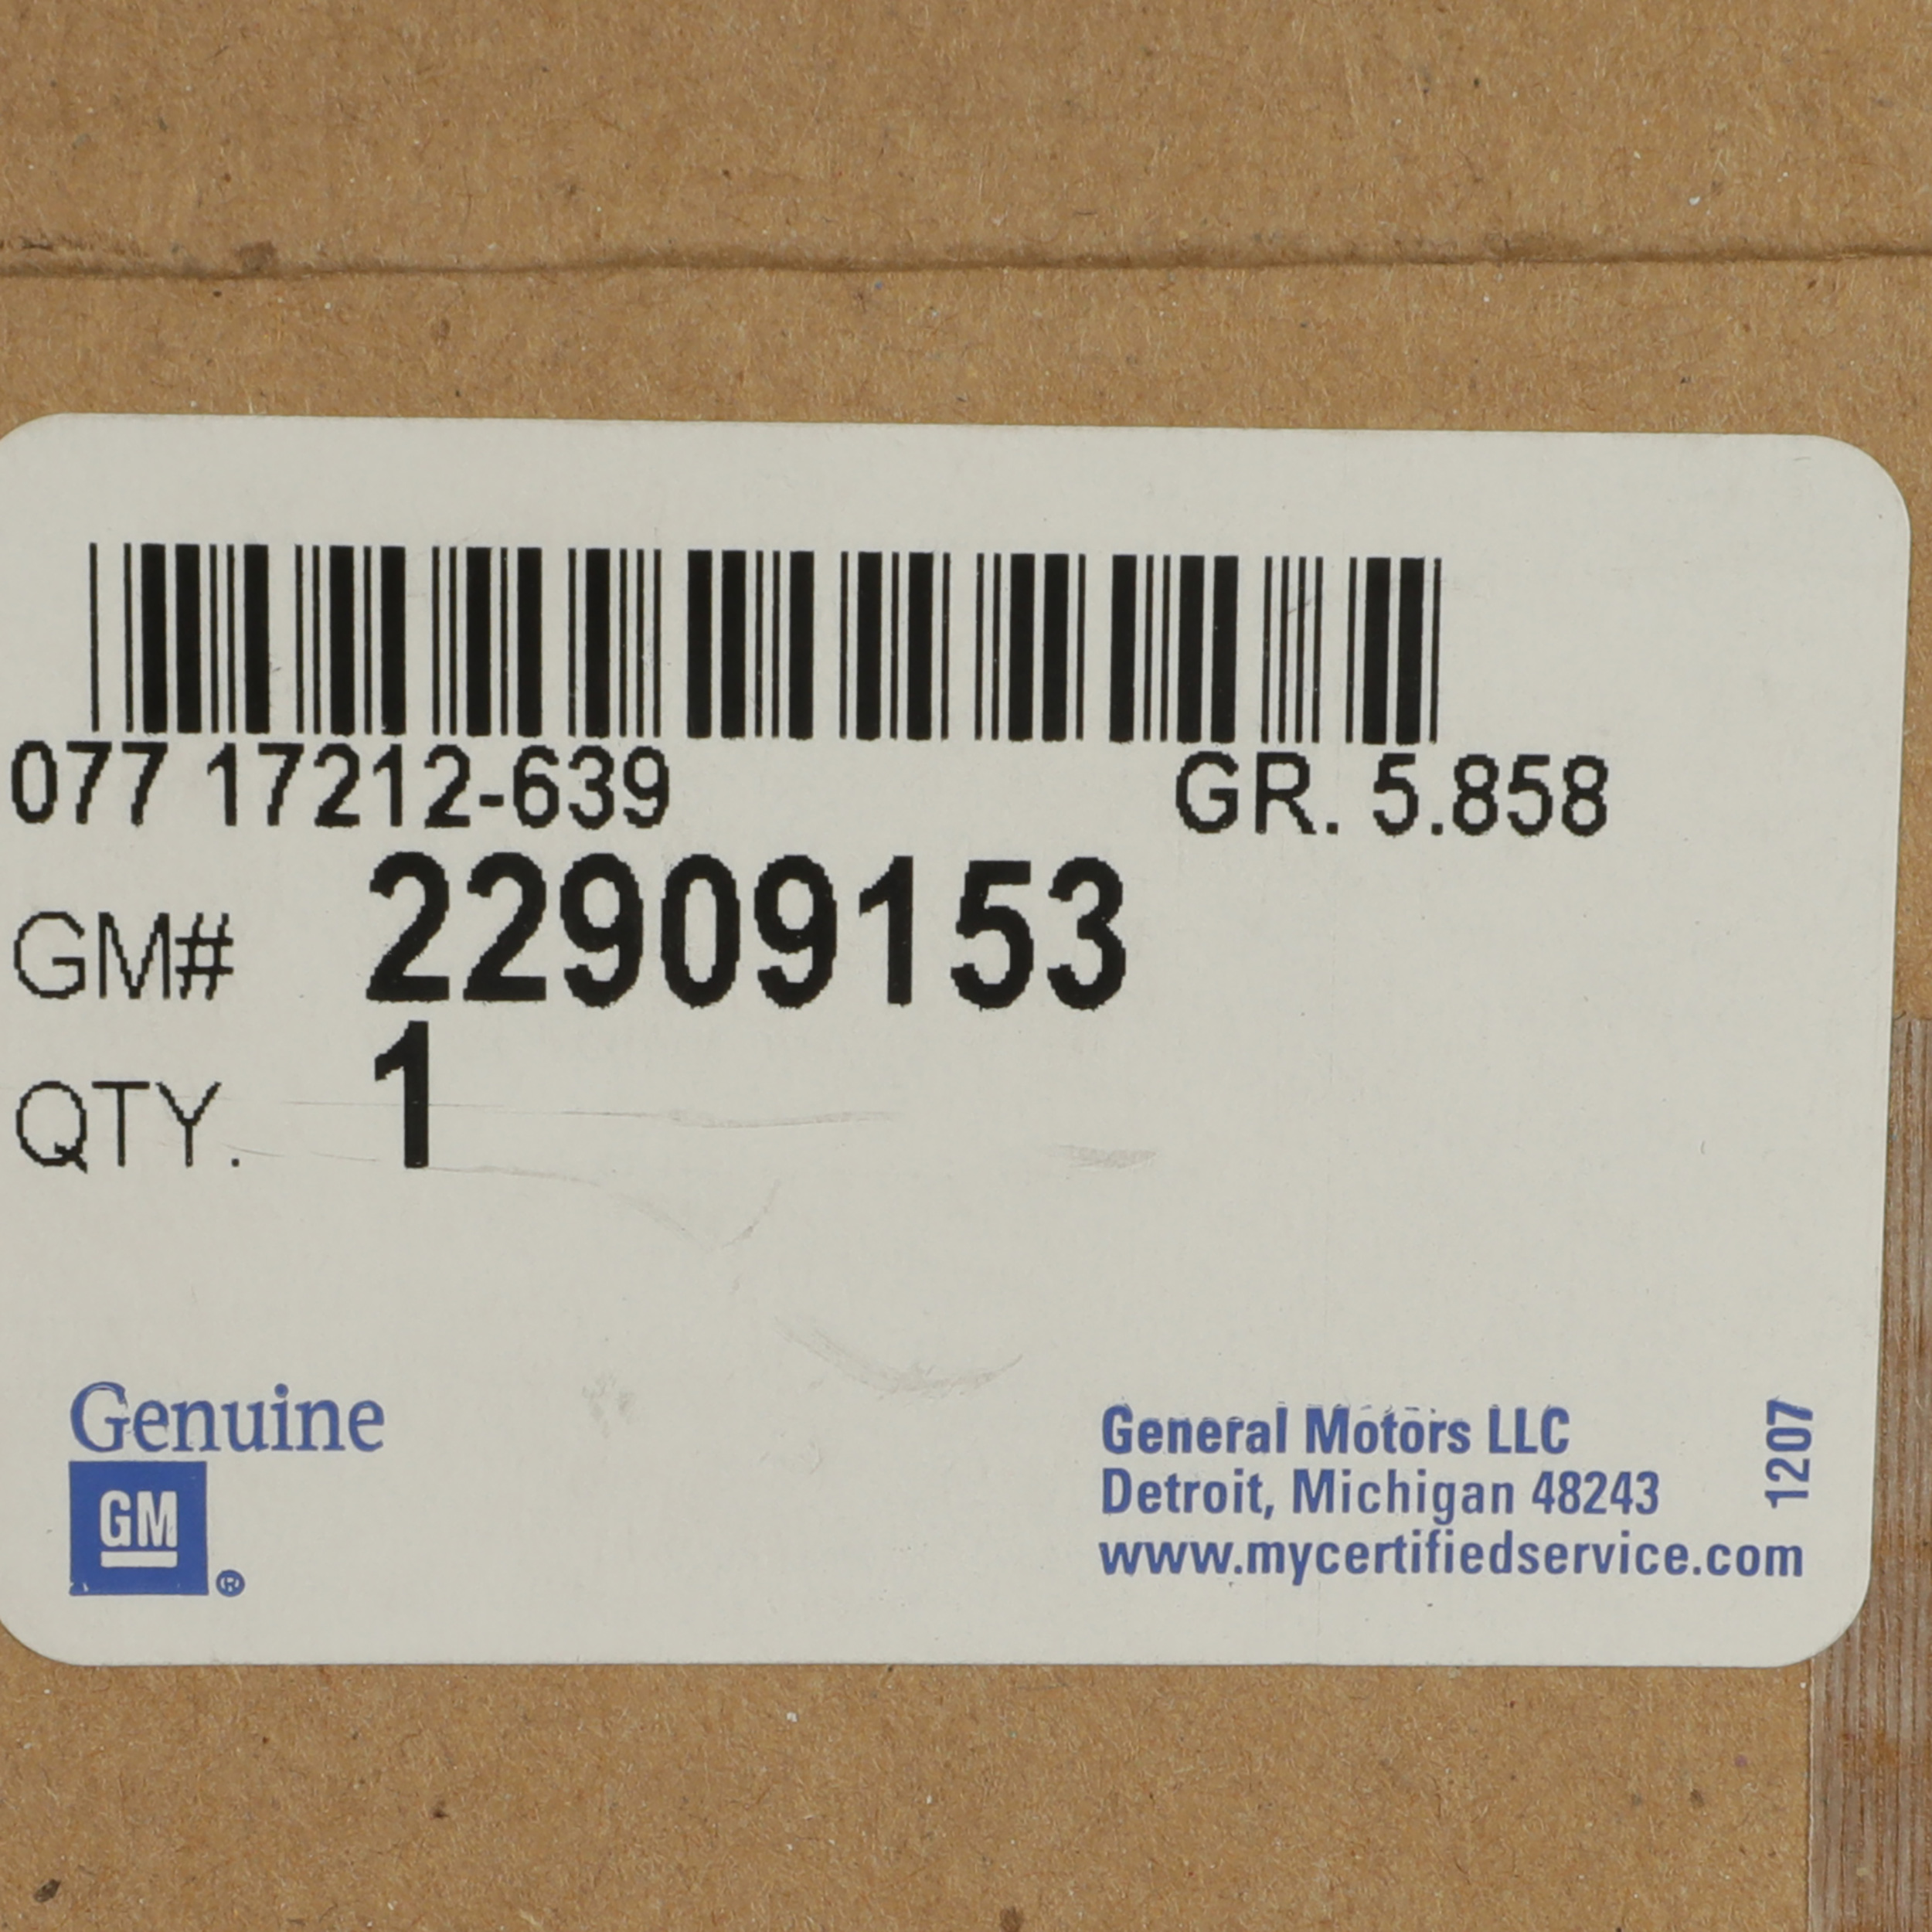 077 17212-639 GR. 5.858
GM# 22909153
QTY. 1
Genuine
GM ®
General Motors LLC
Detroit, Michigan 48243
www.mycertifiedservice.com
1207